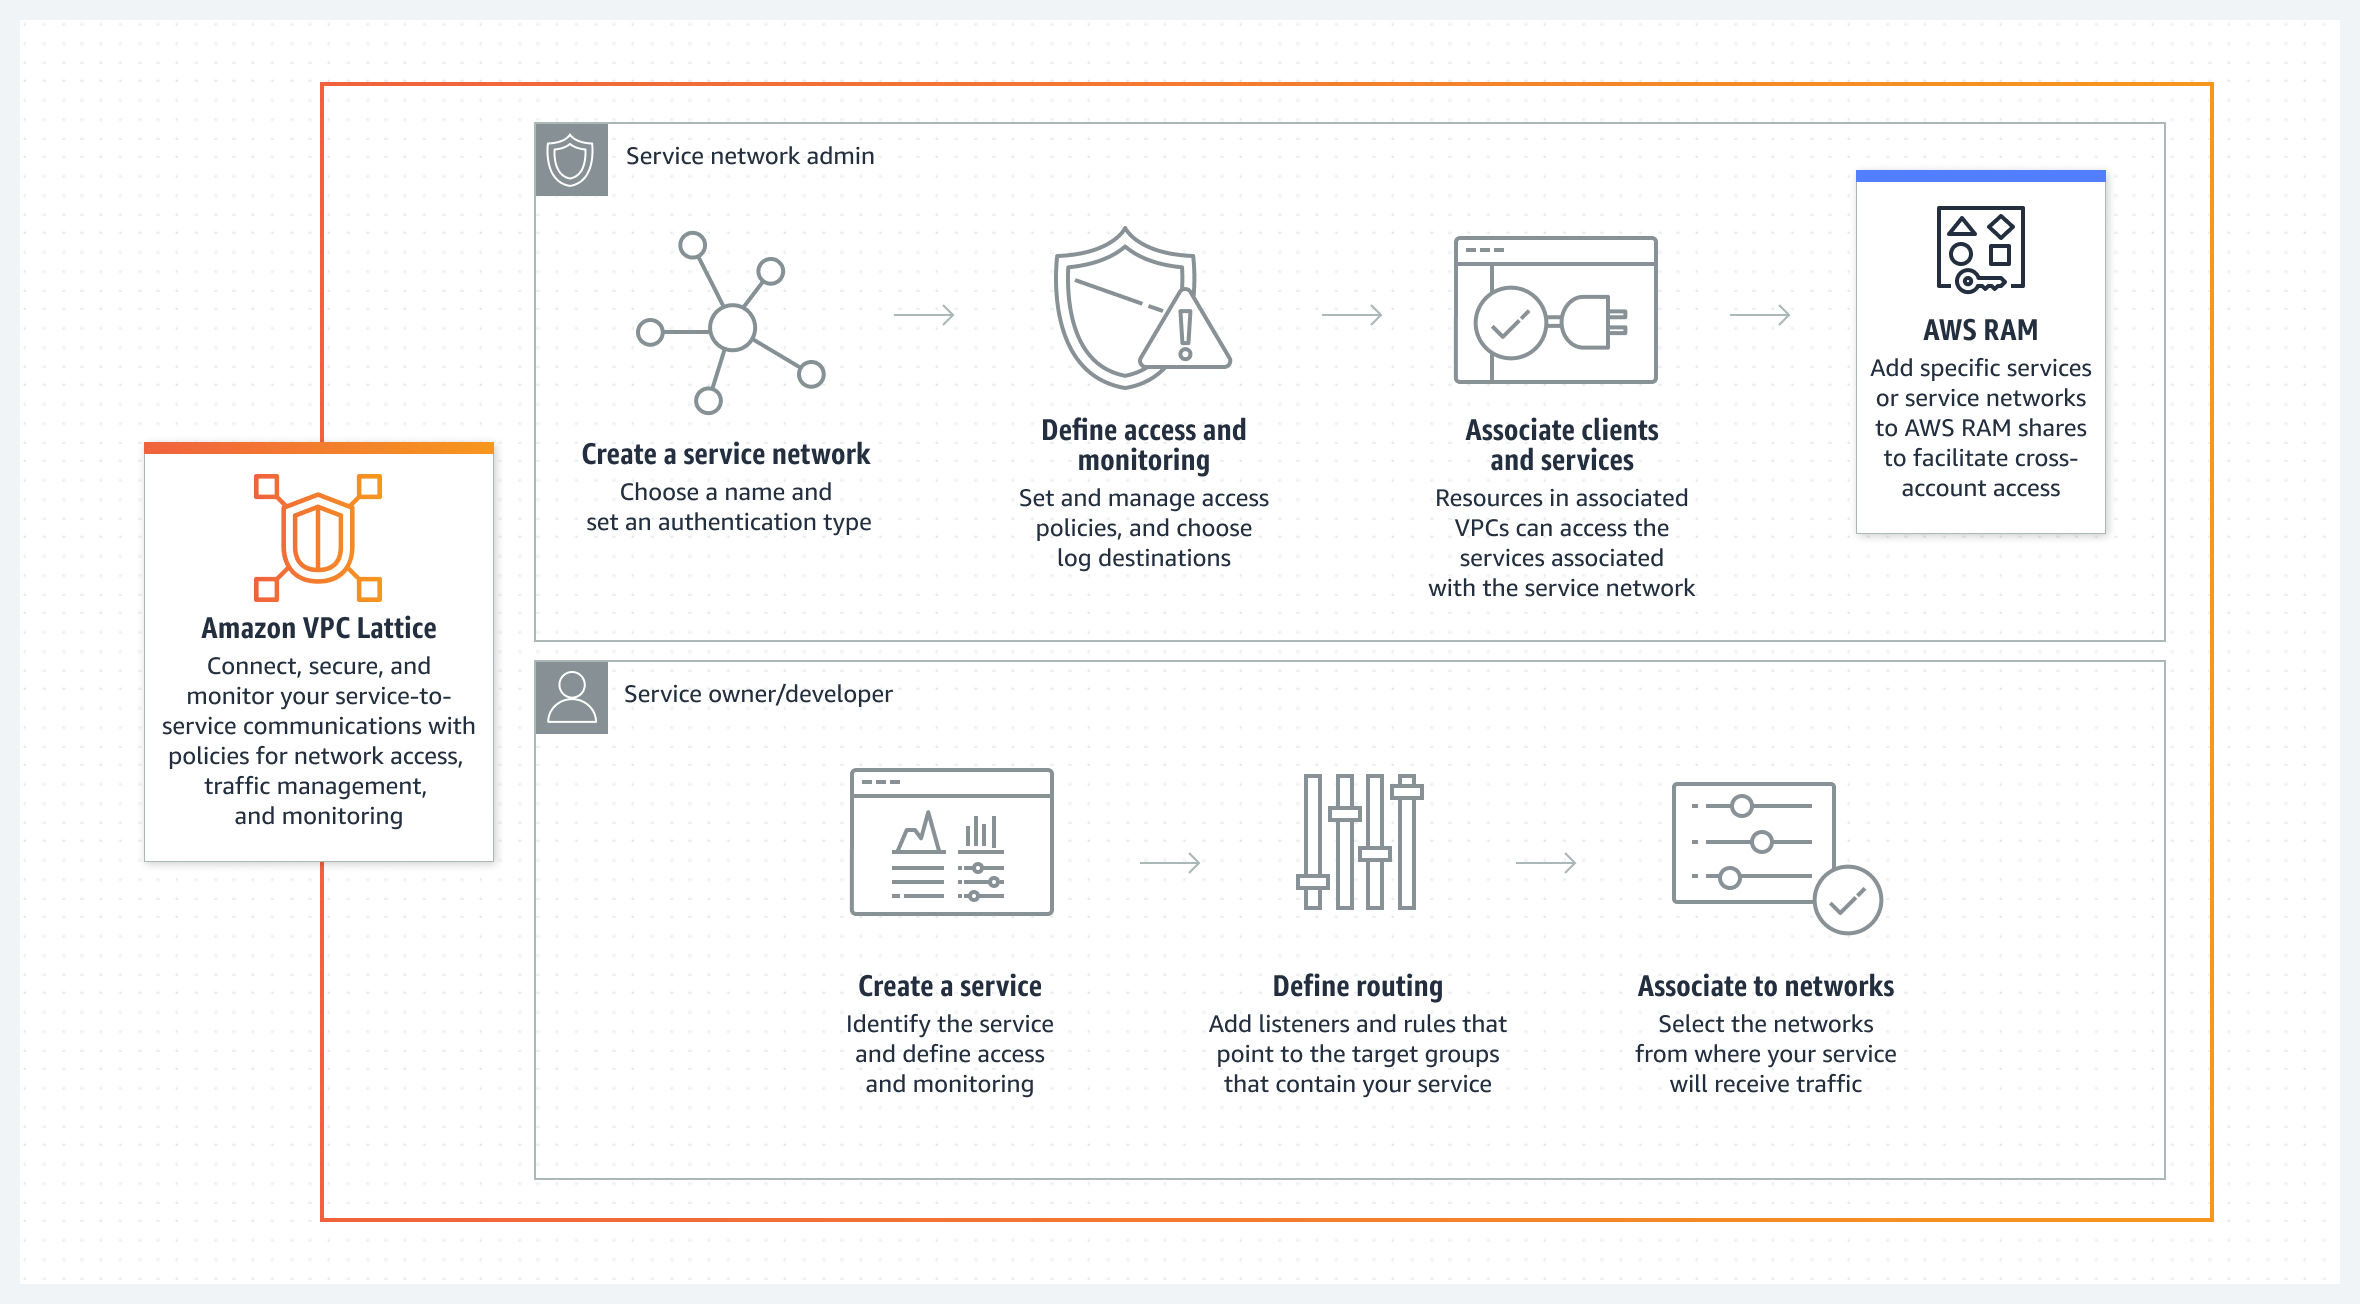 Service network admin
Create a service network
Choose a name and
set an authentication type
Define access and
monitoring
Set and manage access
policies, and choose
log destinations
Associate clients
and services
Resources in associated
VPCs can access the
services associated
with the service network
AWS RAM
Add specific services
or service networks
to AWS RAM shares
to facilitate cross-
account access
Amazon VPC Lattice
Connect, secure, and
monitor your service-to-
service communications with
policies for network access,
traffic management,
and monitoring
Service owner/developer
Create a service
Identify the service
and define access
and monitoring
Define routing
Add listeners and rules that
point to the target groups
that contain your service
Associate to networks
Select the networks
from where your service
will receive traffic